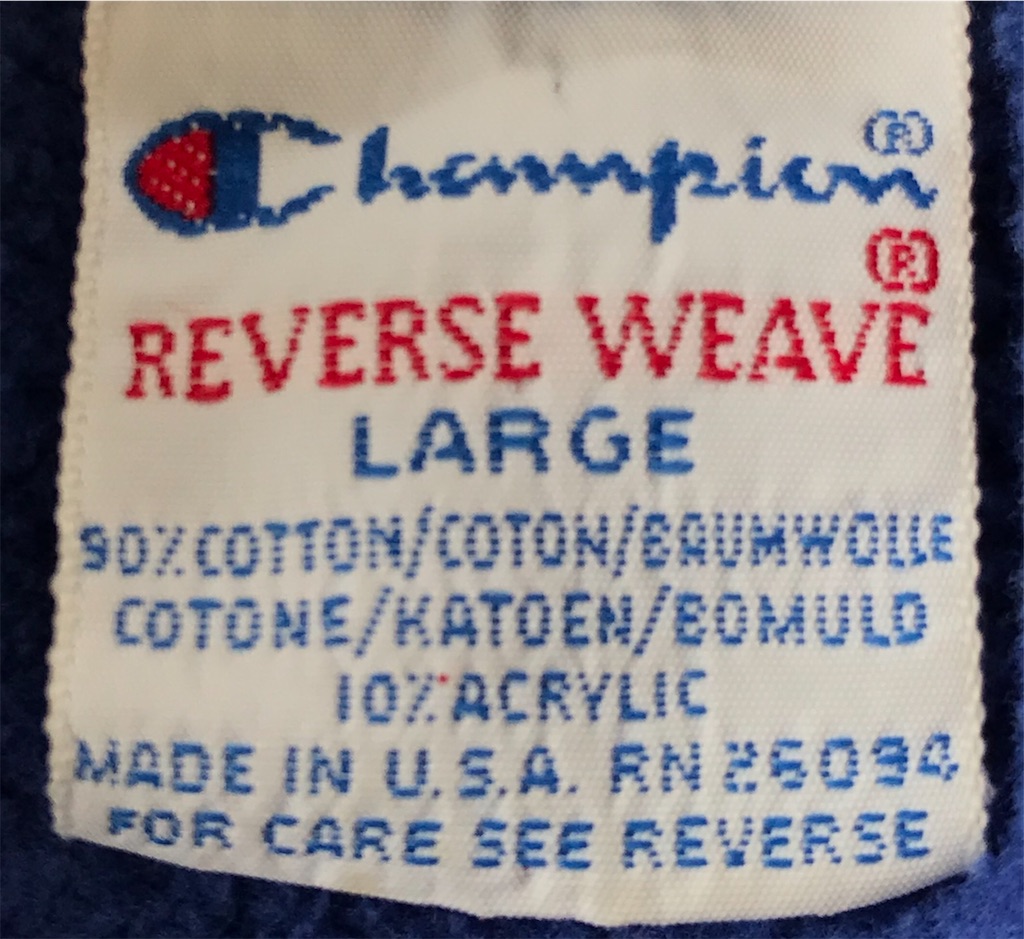 Champion®
REVERSE WEAVE®
LARGE
90% COTTON/COTON/BAUMWOLLE
COTONE/KATOEN/BOMULD
10% ACRYLIC
MADE IN U.S.A. RN 26094
FOR CARE SEE REVERSE